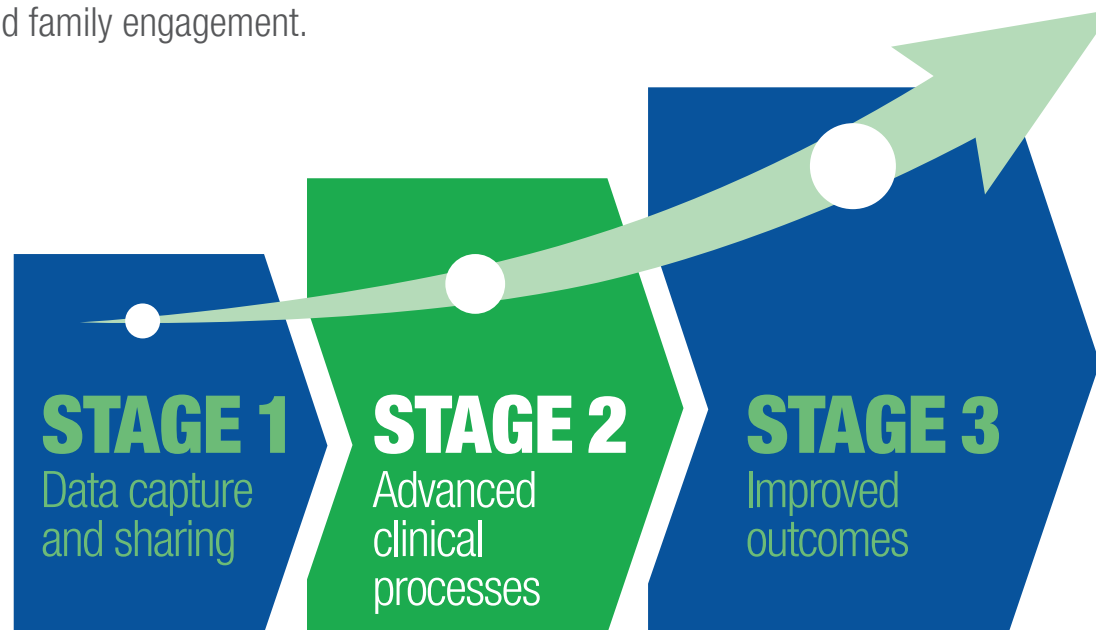 d family engagement.
STAGE 1
Data capture
and sharing
STAGE 2
Advanced
clinical
processes
STAGE 3
Improved
outcomes